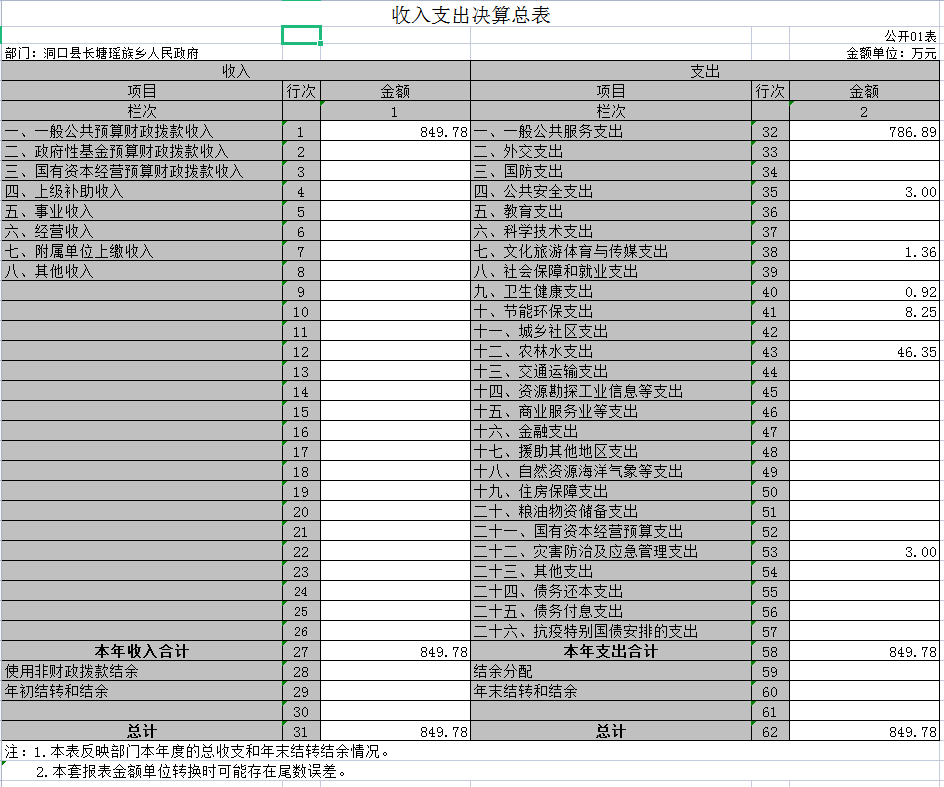 收入支出决算总表
公开01表
部门：洞口县长塘瑶族乡人民政府 金额单位：万元
收入 支出
项目 行次 金额 项目 行次 金额
栏次 1 栏次 2
一、一般公共预算财政拨款收入 1 849.78 一、一般公共服务支出 32 786.89
二、政府性基金预算财政拨款收入 2 二、外交支出 33
三、国有资本经营预算财政拨款收入 3 三、国防支出 34
四、上级补助收入 4 四、公共安全支出 35 3.00
五、事业收入 5 五、教育支出 36
六、经营收入 6 六、科学技术支出 37
七、附属单位上缴收入 7 七、文化旅游体育与传媒支出 38 1.36
八、其他收入 8 八、社会保障和就业支出 39
9 九、卫生健康支出 40 0.92
10 十、节能环保支出 41 8.25
11 十一、城乡社区支出 42
12 十二、农林水支出 43 46.35
13 十三、交通运输支出 44
14 十四、资源勘探工业信息等支出 45
15 十五、商业服务业等支出 46
16 十六、金融支出 47
17 十七、援助其他地区支出 48
18 十八、自然资源海洋气象等支出 49
19 十九、住房保障支出 50
20 二十、粮油物资储备支出 51
21 二十一、国有资本经营预算支出 52
22 二十二、灾害防治及应急管理支出 53 3.00
23 二十三、其他支出 54
24 二十四、债务还本支出 55
25 二十五、债务付息支出 56
26 二十六、抗疫特别国债安排的支出 57
本年收入合计 27 849.78 本年支出合计 58 849.78
使用非财政拨款结余 28 结余分配 59
年初结转和结余 29 年末结转和结余 60
30 61
总计 31 849.78 总计 62 849.78
注：1.本表反映部门本年度的总收支和年末结转结余情况。
2.本套报表金额单位转换时可能存在尾数误差。